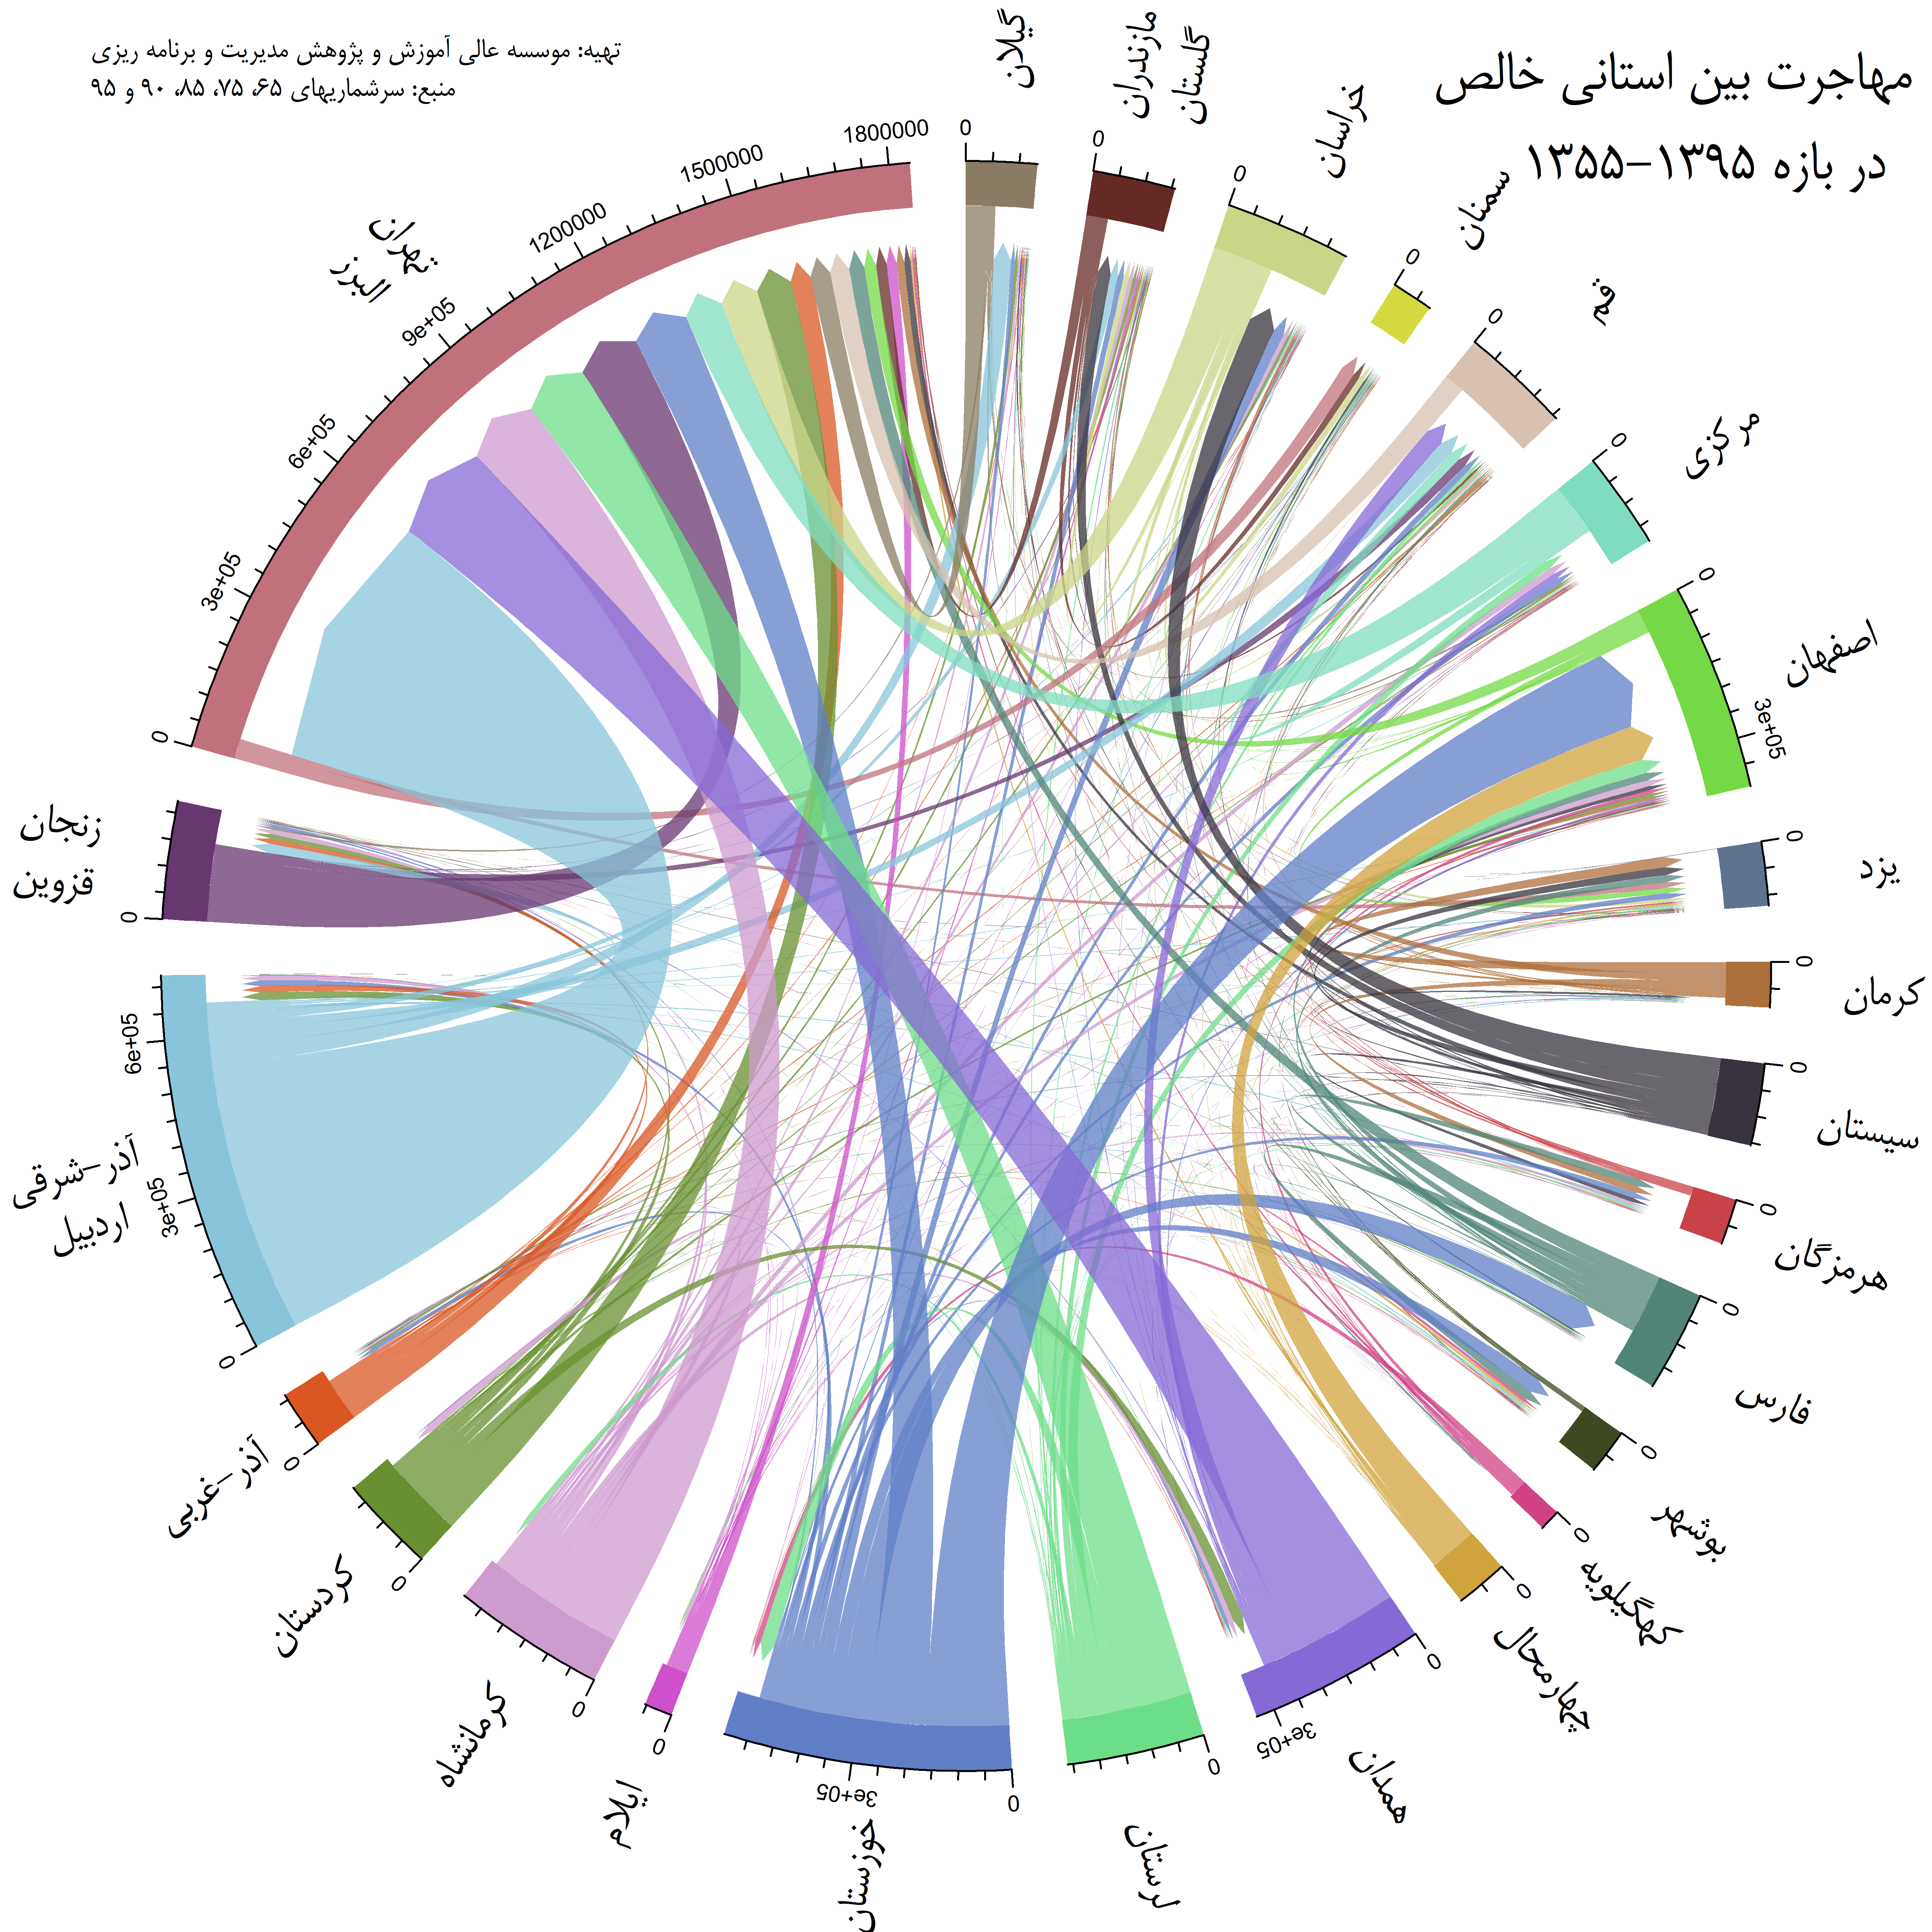 مهاجرت بین استانی خالص
در بازه ۱۳۹۵-۱۳۵۵
تهیه: موسسه عالی آموزش و پژوهش مدیریت و برنامه ریزی
منبع: سرشماریهای ۶۵، ۷۵، ۸۵، ۹۰ و ۹۵
گیلان
0
مازندران
گلستان
0
خراسان
0
سمنان
0
قم
0
مرکزی
0
اصفهان
0
3e+05
یزد
0
کرمان
0
سیستان
0
هرمزگان
0
فارس
0
بوشهر
0
کهگیلویه
0
چهارمحال
0
همدان
0
3e+05
لرستان
0
خوزستان
0
3e+05
ایلام
0
کرمانشاه
0
کردستان
0
آذر-غربی
0
آذر-شرقی
اردبیل
0
3e+05
6e+05
زنجان
قزوین
0
تهران
البرز
0
3e+05
6e+05
9e+05
1200000
1500000
1800000